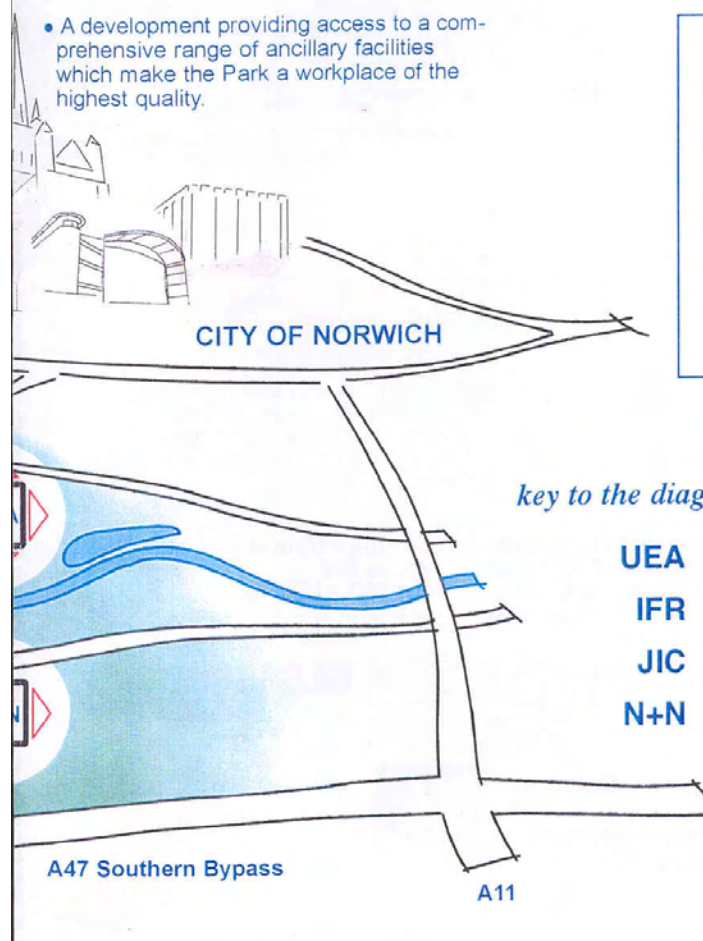 • A development providing access to a com-
prehensive range of ancillary facilities
which make the Park a workplace of the
highest quality.
CITY OF NORWICH
key to the diag
UEA
IFR
JIC
N+N
A47 Southern Bypass
A11